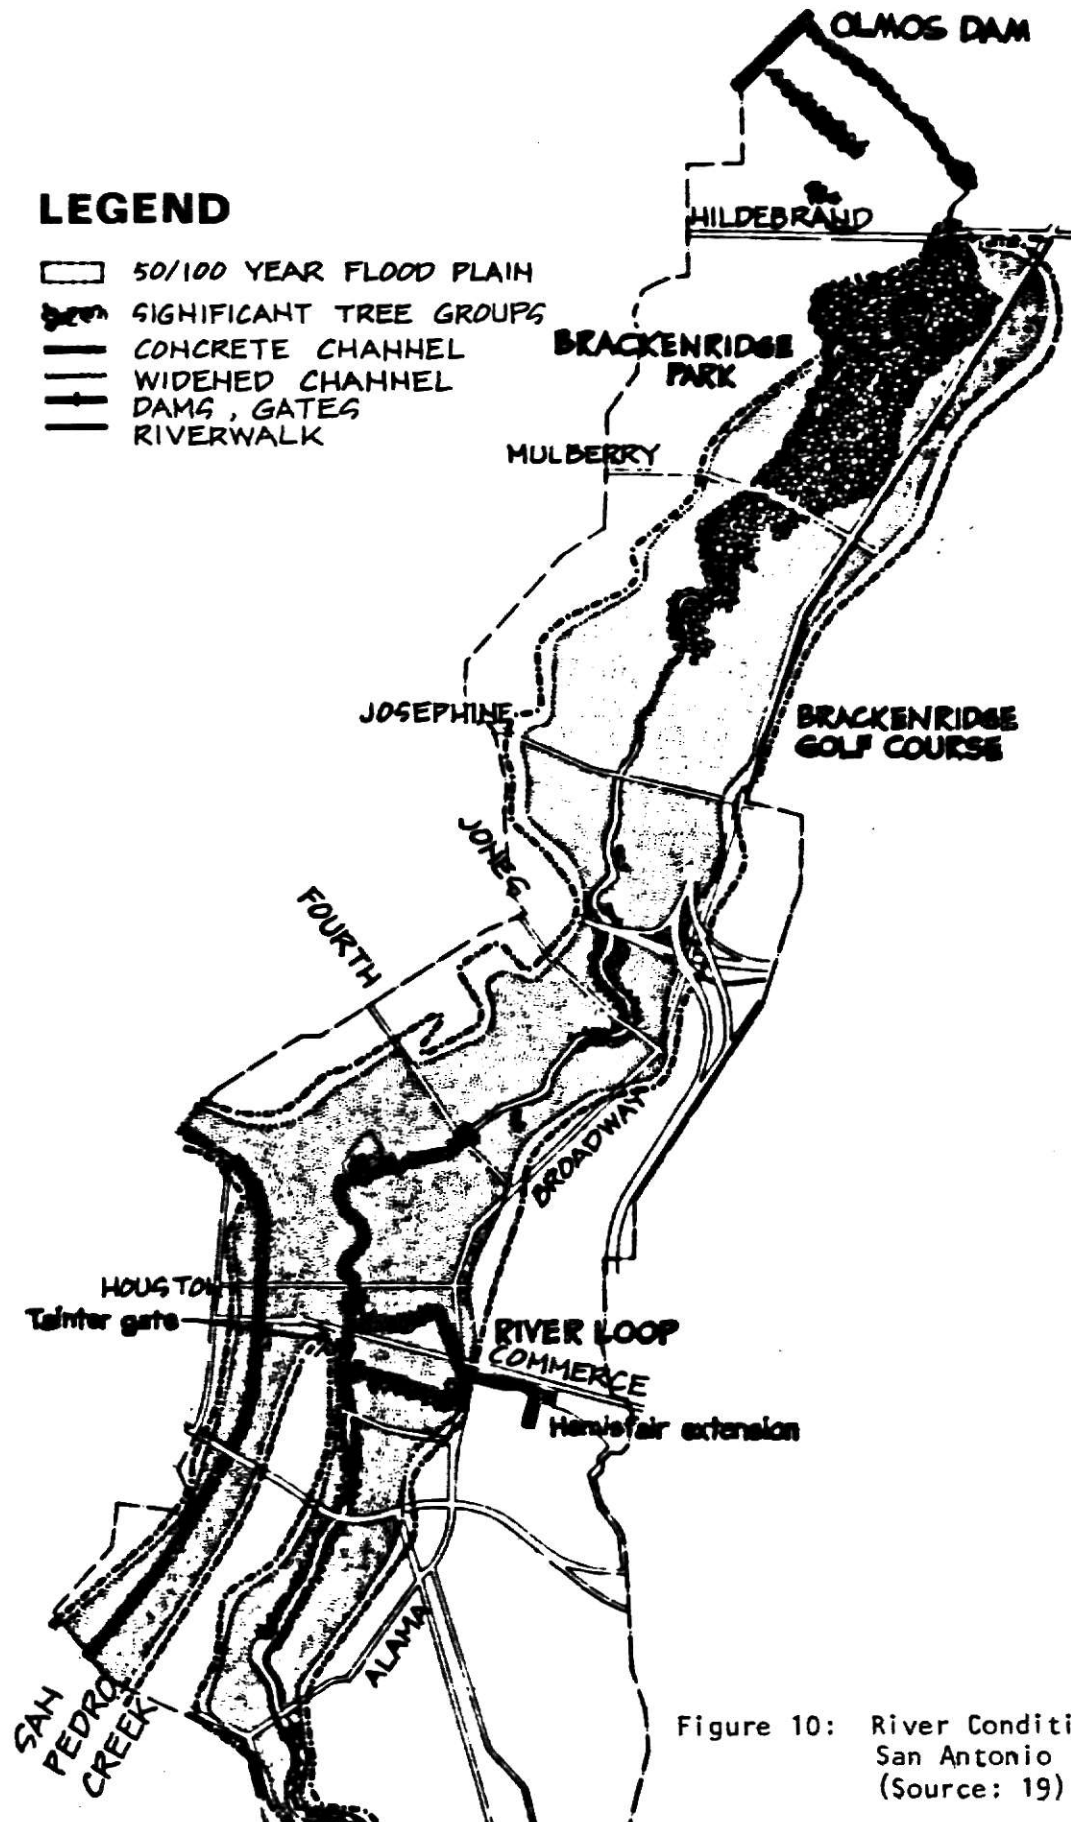 OLMOS DAM
LEGEND
HILDEBRAND
50/100 YEAR FLOOD PLAIN
SIGNIFICANT TREE GROUPS
CONCRETE CHANNEL
WIDENED CHANNEL
DAMS, GATES
RIVERWALK
BRACKENRIDGE
PARK
MULBERRY
JOSEPHINE
BRACKENRIDGE
GOLF COURSE
JONES
FOURTH
BROADWAY
HOUSTON
Tainter gate
RIVER LOOP
COMMERCE
Hemisfair extension
ALAMA
SAN
PEDRO
CREEK
Figure 10: River Conditi
San Antonio
(Source: 19)